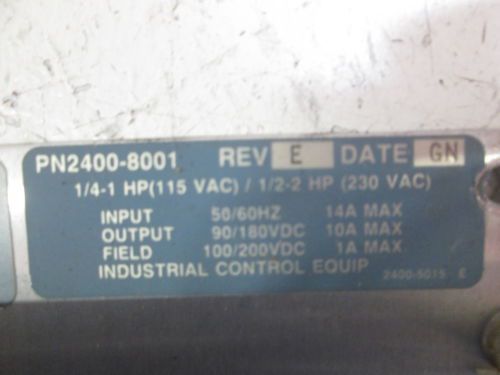 PN2400-8001 REV E DATE GN
1/4-1 HP(115 VAC) / 1/2-2 HP (230 VAC)
INPUT 50/60HZ 14A MAX
OUTPUT 90/180VDC 10A MAX
FIELD 100/200VDC 1A MAX
INDUSTRIAL CONTROL EQUIP 2400-5015 E